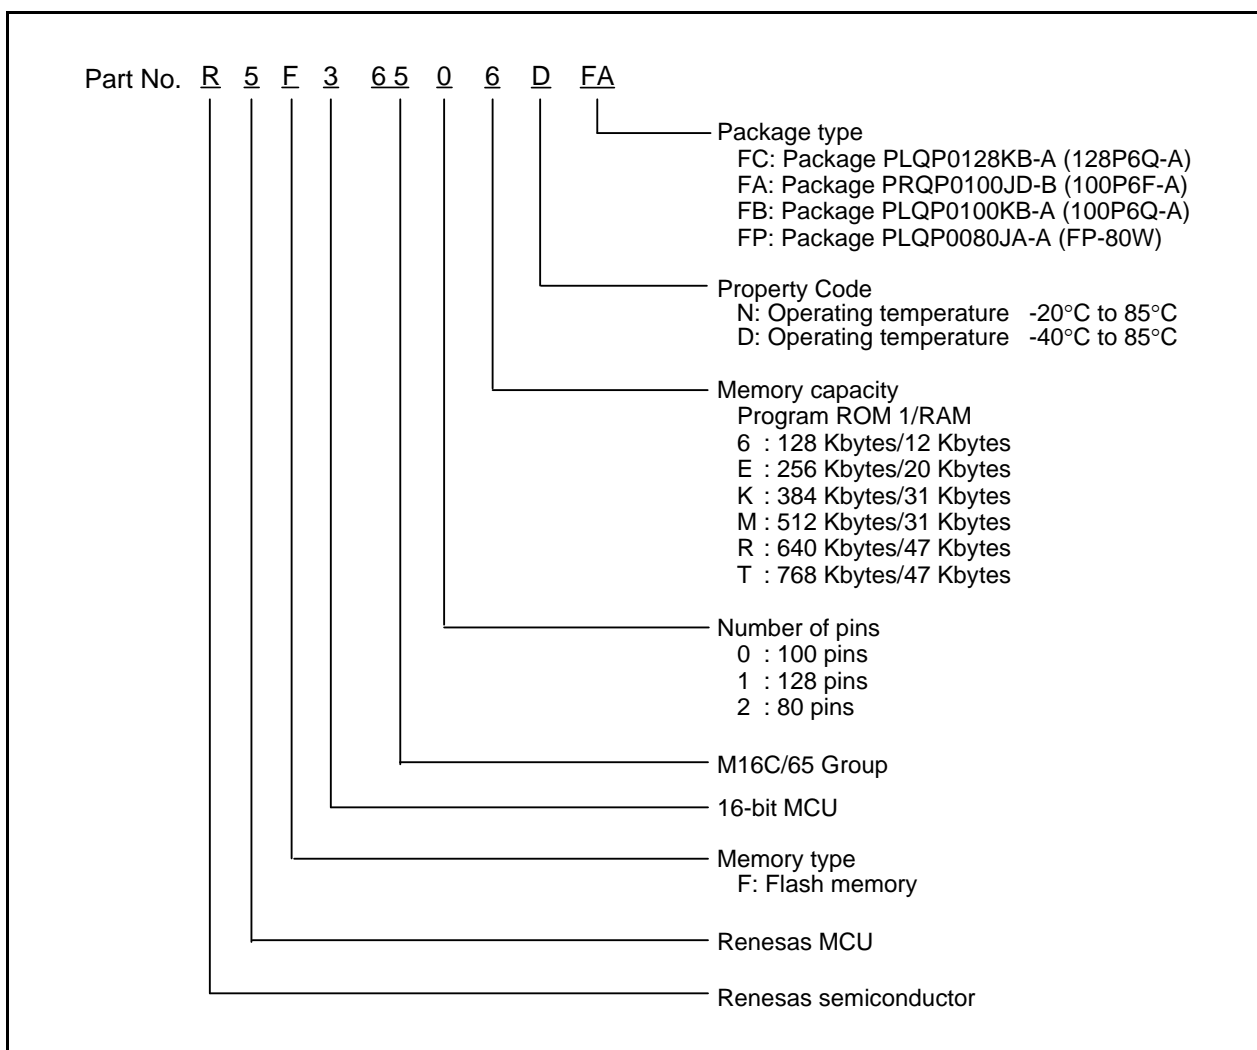 Part No. R 5 F 3 65 0 6 D FA
Package type
FC: Package PLQP0128KB-A (128P6Q-A)
FA: Package PRQP0100JD-B (100P6F-A)
FB: Package PLQP0100KB-A (100P6Q-A)
FP: Package PLQP0080JA-A (FP-80W)
Property Code
N: Operating temperature -20°C to 85°C
D: Operating temperature -40°C to 85°C
Memory capacity
Program ROM 1/RAM
6 : 128 Kbytes/12 Kbytes
E : 256 Kbytes/20 Kbytes
K : 384 Kbytes/31 Kbytes
M : 512 Kbytes/31 Kbytes
R : 640 Kbytes/47 Kbytes
T : 768 Kbytes/47 Kbytes
Number of pins
0 : 100 pins
1 : 128 pins
2 : 80 pins
M16C/65 Group
16-bit MCU
Memory type
F: Flash memory
Renesas MCU
Renesas semiconductor